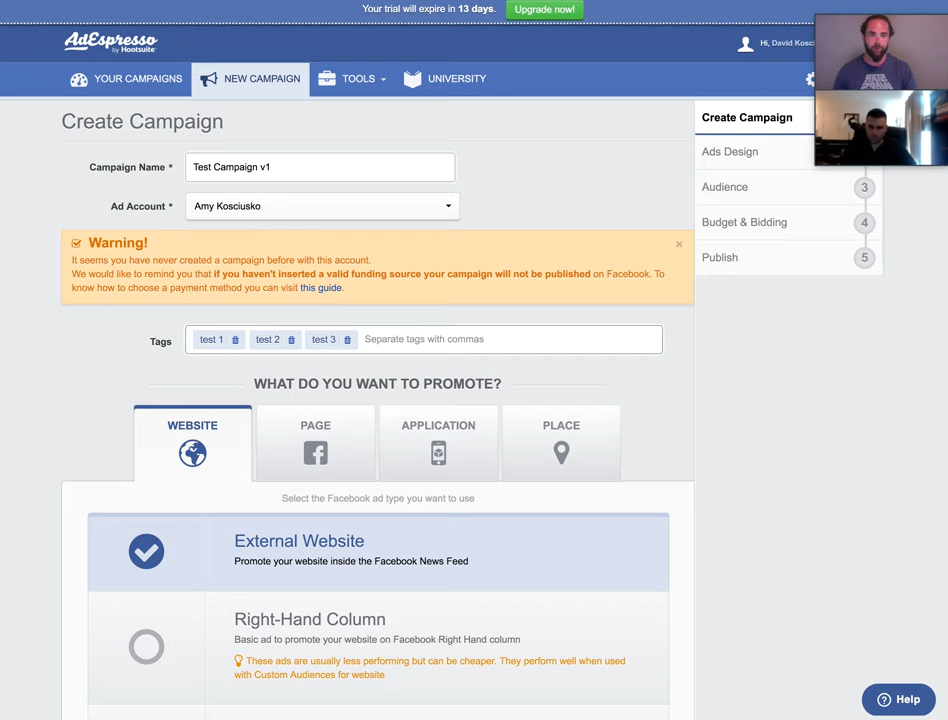 Your trial will expire in 13 days. Upgrade now!
AdEspresso
by Hootsuite
Hi, David Kosci
YOUR CAMPAIGNS NEW CAMPAIGN TOOLS UNIVERSITY
Create Campaign
Campaign Name * Test Campaign v1
Ad Account * Amy Kosciusko
Warning!
It seems you have never created a campaign before with this account.
We would like to remind you that if you haven't inserted a valid funding source your campaign will not be published on Facebook. To
know how to choose a payment method you can visit this guide.
Tags test 1 test 2 test 3 Separate tags with commas
WHAT DO YOU WANT TO PROMOTE?
WEBSITE PAGE APPLICATION PLACE
Select the Facebook ad type you want to use
External Website
Promote your website inside the Facebook News Feed
Right-Hand Column
Basic ad to promote your website on Facebook Right Hand column
These ads are usually less performing but can be cheaper. They perform well when used
with Custom Audiences for website
Create Campaign
Ads Design
Audience 3
Budget & Bidding 4
Publish 5
Help